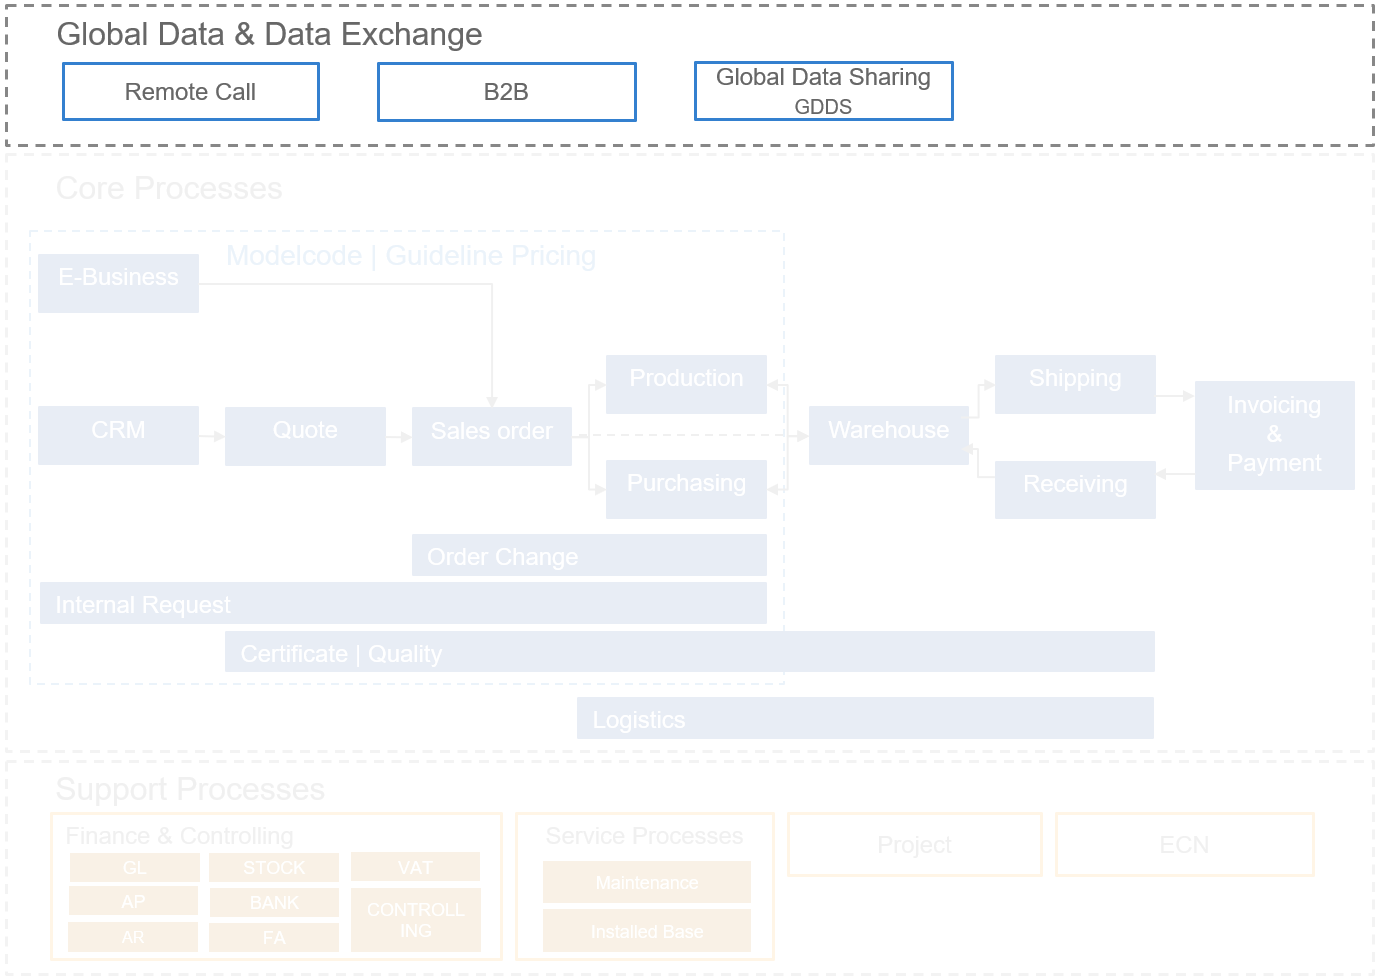 Global Data & Data Exchange
Remote Call
B2B
Global Data Sharing
GDDS
Core Processes
Modelcode | Guideline Pricing
E-Business
Production
Shipping
Invoicing
&
Payment
CRM
Quote
Sales order
Warehouse
Purchasing
Receiving
Order Change
Internal Request
Certificate | Quality
Logistics
Support Processes
Finance & Controlling
GL
STOCK
VAT
AP
BANK
CONTROLL
ING
AR
FA
Service Processes
Maintenance
Installed Base
Project
ECN